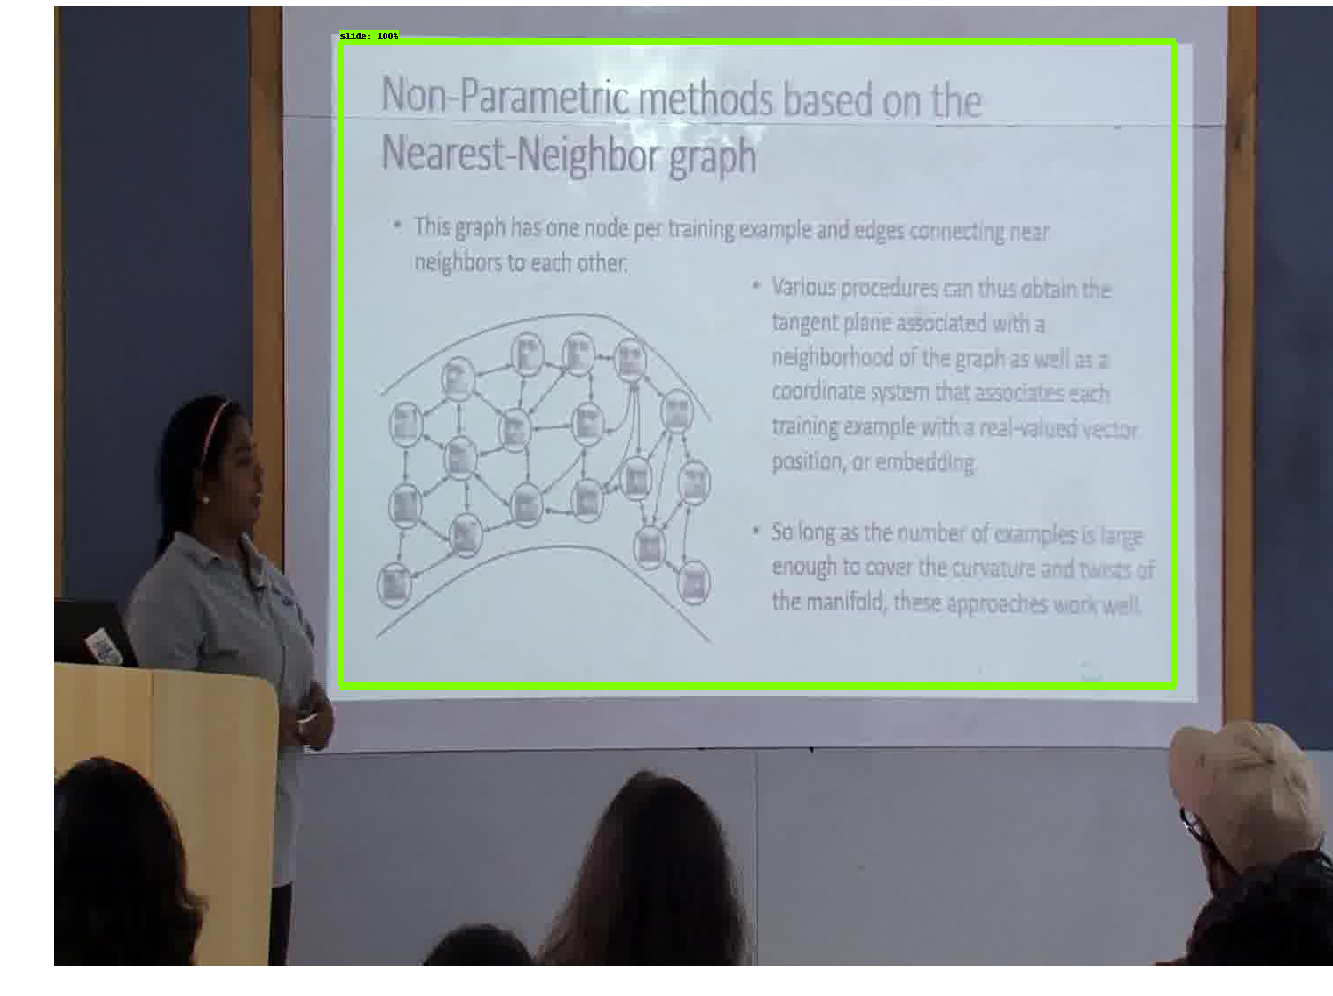 slide: 100%
Non-Parametric methods based on the
Nearest-Neighbor graph
• This graph has one node per training example and edges connecting near
neighbors to each other.
• Various procedures can thus obtain the
tangent plane associated with a
neighborhood of the graph as well as a
coordinate system that associates each
training example with a real-valued vector
position, or embedding.
• So long as the number of examples is large
enough to cover the curvature and twists of
the manifold, these approaches work well.